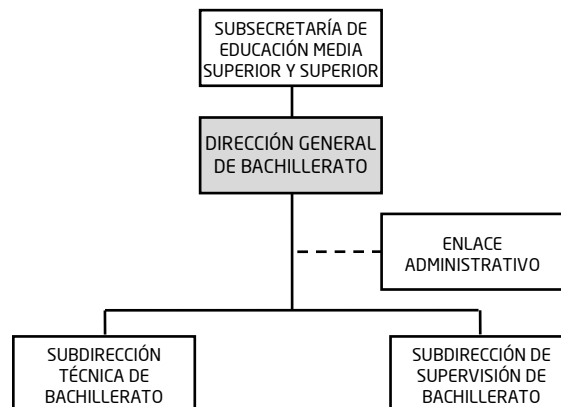 SUBSECRETARÍA DE
EDUCACIÓN MEDIA
SUPERIOR Y SUPERIOR
DIRECCIÓN GENERAL
DE BACHILLERATO
ENLACE
ADMINISTRATIVO
SUBDIRECCIÓN
TÉCNICA DE
BACHILLERATO
SUBDIRECCIÓN DE
SUPERVISIÓN DE
BACHILLERATO